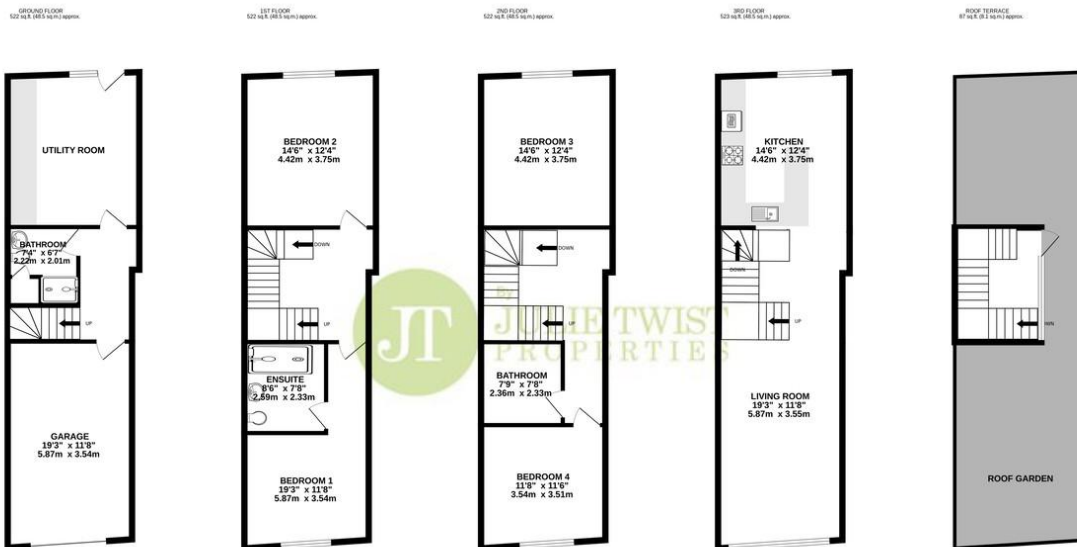 GROUND FLOOR
522 sq.ft. (48.5 sq.m.) approx.
UTILITY ROOM
BATHROOM
7'4" x 6'7"
2.22m x 2.01m
UP
GARAGE
19'3" x 11'8"
5.87m x 3.54m
1ST FLOOR
522 sq.ft. (48.5 sq.m.) approx.
BEDROOM 2
14'6" x 12'4"
4.42m x 3.75m
DOWN
UP
ENSUITE
8'6" x 7'8"
2.59m x 2.33m
BEDROOM 1
19'3" x 11'8"
5.87m x 3.54m
2ND FLOOR
522 sq.ft. (48.5 sq.m.) approx.
BEDROOM 3
14'6" x 12'4"
4.42m x 3.75m
DOWN
UP
BATHROOM
7'9" x 7'8"
2.36m x 2.33m
BEDROOM 4
11'8" x 11'6"
3.54m x 3.51m
3RD FLOOR
523 sq.ft. (48.5 sq.m.) approx.
KITCHEN
14'6" x 12'4"
4.42m x 3.75m
DOWN
UP
LIVING ROOM
19'3" x 11'8"
5.87m x 3.55m
ROOF TERRACE
87 sq.ft. (8.1 sq.m.) approx.
ROOF GARDEN
JT
By
JULIE TWIST
PROPERTIES